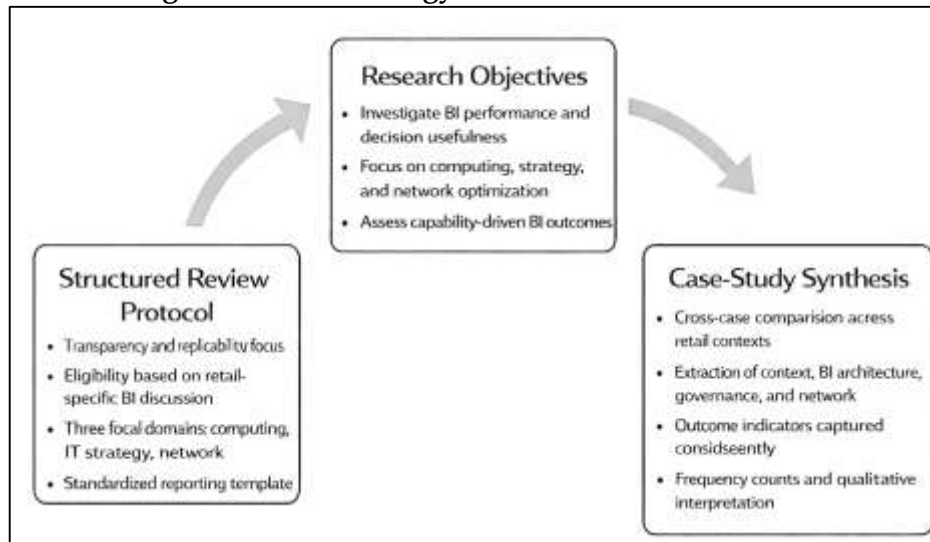 Research Objectives
• Investigate BI performance and
decision usefulness
• Focus on computing, strategy,
and network optimization
• Assess capability-driven BI outcomes
Structured Review
Protocol
• Transparency and replicability focus
• Eligibility based on retail-
specific BI discussion
• Three focal domains: computing,
IT strategy, network
• Standardized reporting template
Case-Study Synthesis
• Cross-case comparision across
retail contexts
• Extraction of context, BI architecture,
governance, and network
• Outcome indicators captured
considseently
• Frequency counts and qualitative
interpretation